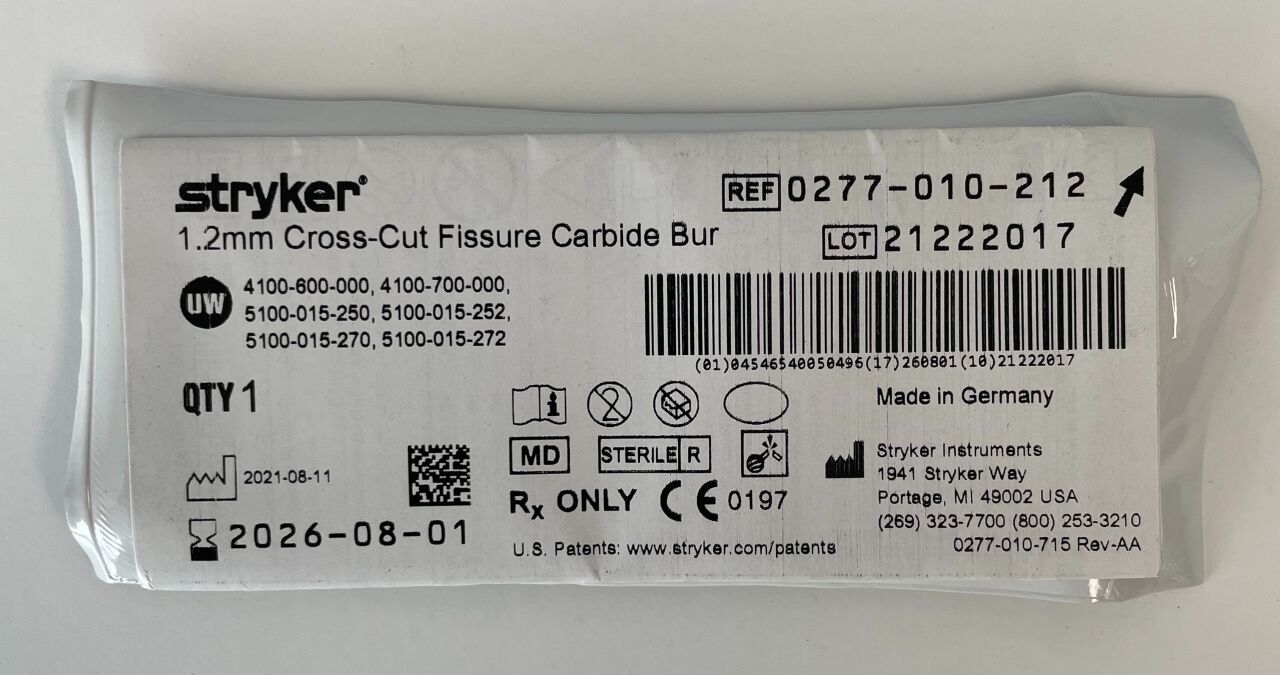 stryker®
REF 0277-010-212
1.2mm Cross-Cut Fissure Carbide Bur
LOT 21222017
UW 4100-600-000, 4100-700-000,
5100-015-250, 5100-015-252,
5100-015-270, 5100-015-272
(01)04546540050496(17)260801(10)21222017
QTY 1
i 2
Made in Germany
MD STERILE R
2021-08-11
2026-08-01
Rx ONLY CE 0197
U.S. Patents: www.stryker.com/patents
Stryker Instruments
1941 Stryker Way
Portage, MI 49002 USA
(269) 323-7700 (800) 253-3210
0277-010-715 Rev-AA